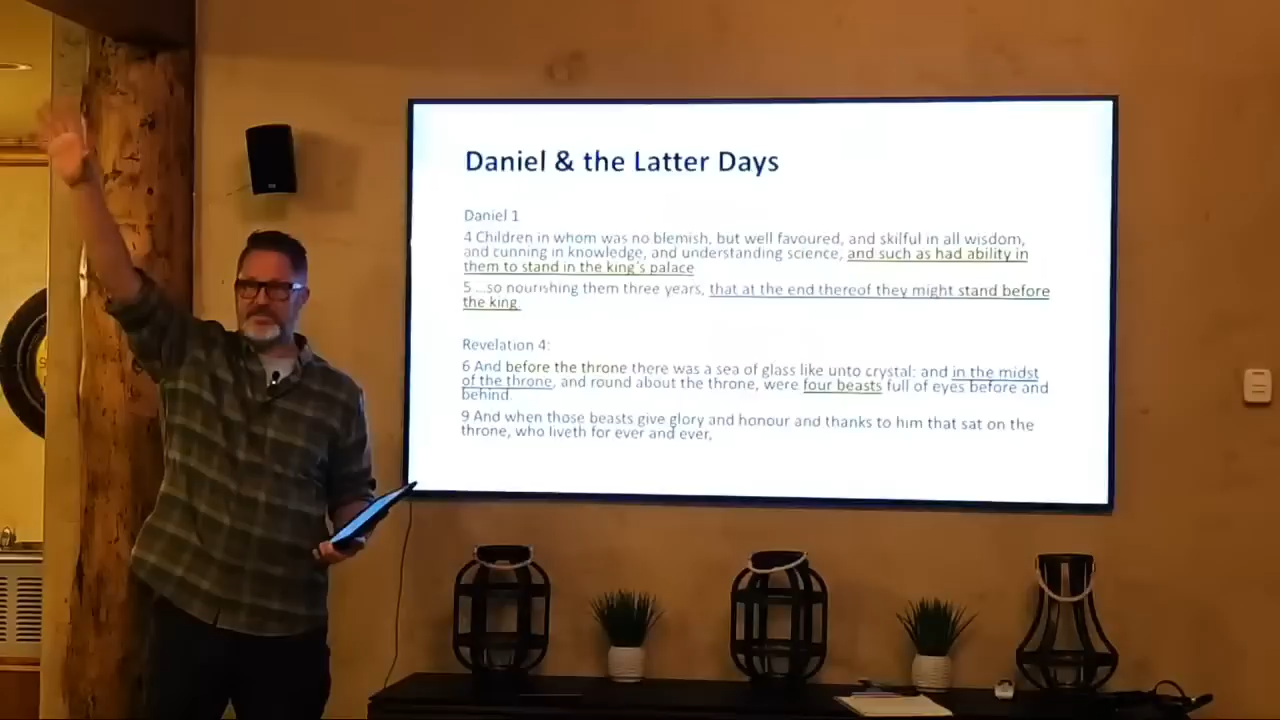 Daniel & the Latter Days
Daniel 1
4 Children in whom was no blemish, but well favoured, and skilful in all wisdom,
and cunning in knowledge, and understanding science, and such as had ability in
them to stand in the king's palace
5 ...so nourishing them three years, that at the end thereof they might stand before
the king.
Revelation 4:
6 And before the throne there was a sea of glass like unto crystal: and in the midst
of the throne, and round about the throne, were four beasts full of eyes before and
behind.
9 And when those beasts give glory and honour and thanks to him that sat on the
throne, who liveth for ever and ever,